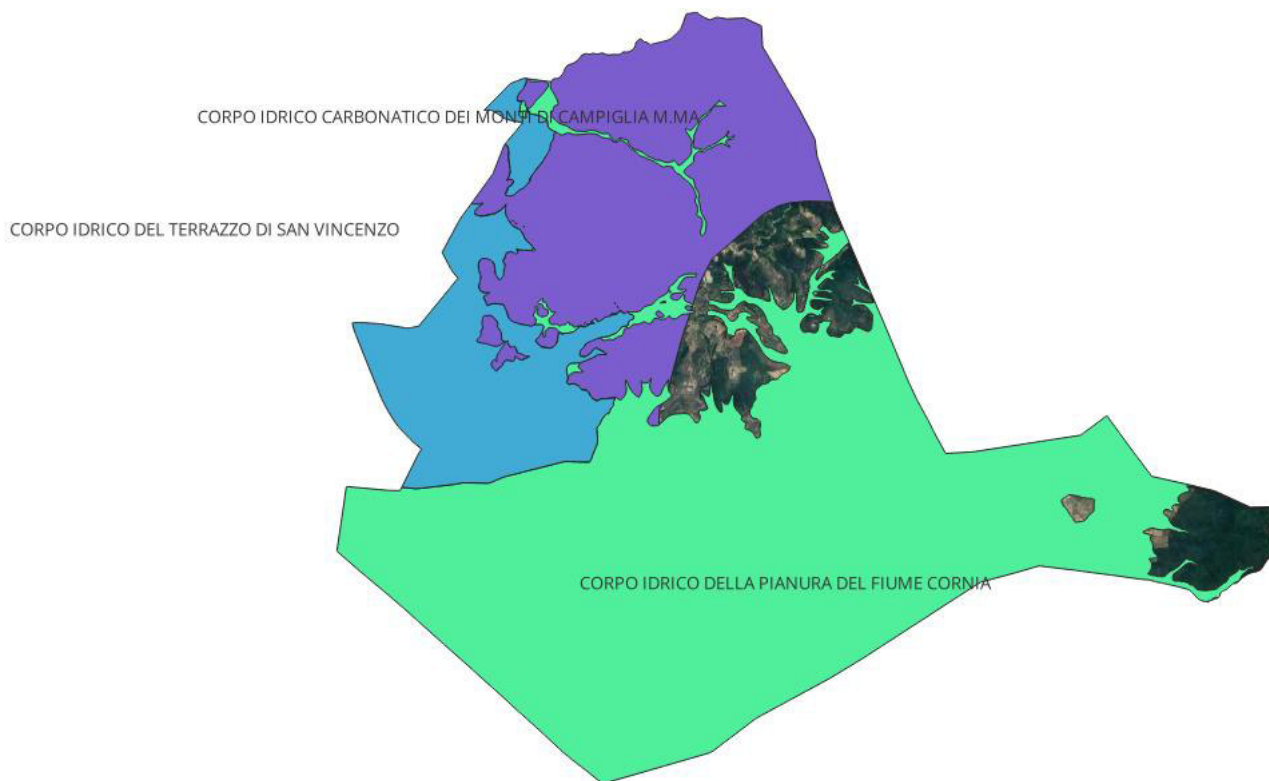 CORPO IDRICO CARBONATICO DEI MONTI DI CAMPIGLIA M.MA
CORPO IDRICO DEL TERRAZZO DI SAN VINCENZO
CORPO IDRICO DELLA PIANURA DEL FIUME CORNIA